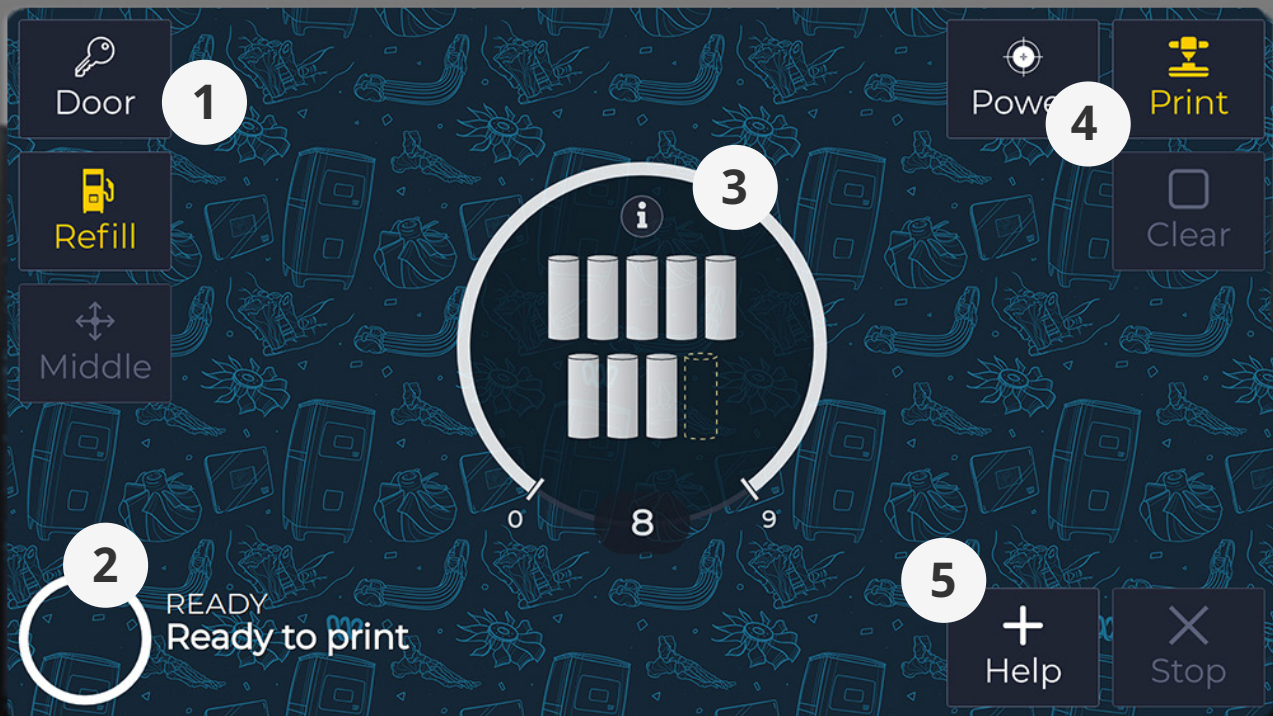 Door
1
Refill
Middle
Powe
4
Print
Clear
3
i
0
8
9
2
READY
Ready to print
5
Help
Stop